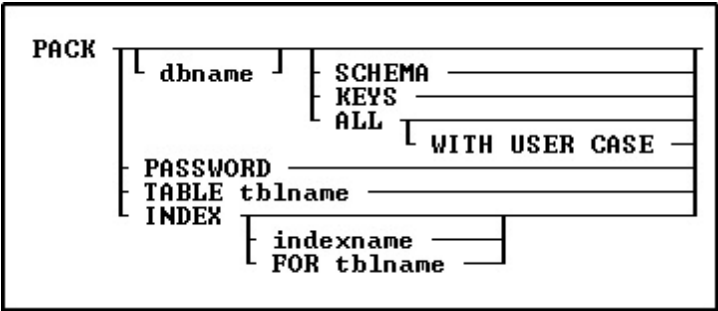 PACK
dbname SCHEMA
KEYS
ALL
WITH USER CASE
PASSWORD
TABLE tblname
INDEX
indexname
FOR tblname